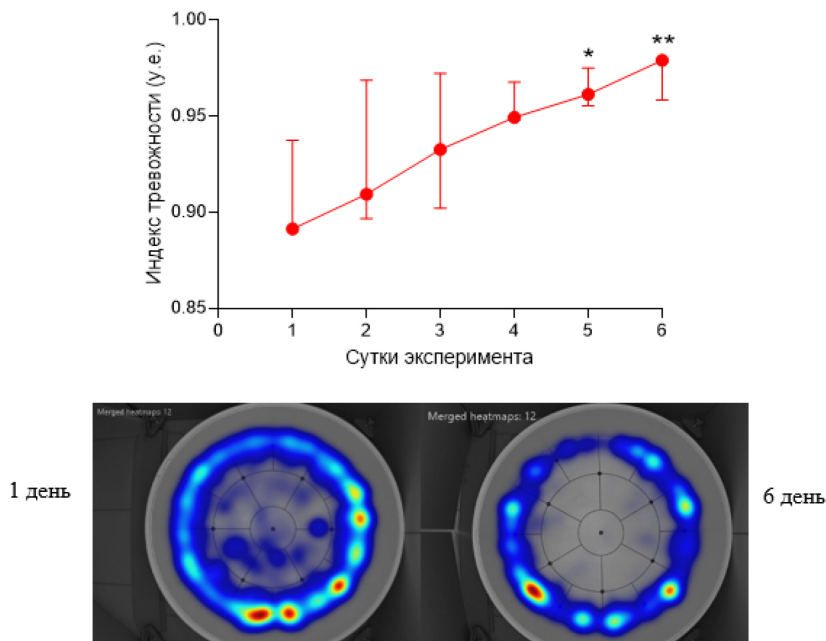 1.00
0.95
0.90
0.85
Индекс тревожности (у.е.)
*
**
0 1 2 3 4 5 6
Сутки эксперимента
Merged heatmaps: 12
Merged heatmaps: 12
1 день
6 день